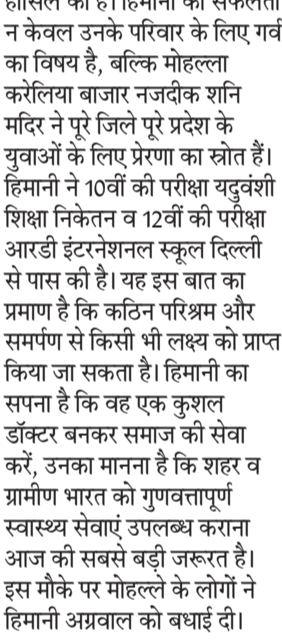 हासिल की है। हिमानी की सफलता
न केवल उनके परिवार के लिए गर्व
का विषय है, बल्कि मोहल्ला
करेलिया बाजार नजदीक शनि
मदिर ने पूरे जिले पूरे प्रदेश के
युवाओं के लिए प्रेरणा का स्रोत हैं।
हिमानी ने 10वीं की परीक्षा यदुवंशी
शिक्षा निकेतन व 12वीं की परीक्षा
आरडी इंटरनेशनल स्कूल दिल्ली
से पास की है। यह इस बात का
प्रमाण है कि कठिन परिश्रम और
समर्पण से किसी भी लक्ष्य को प्राप्त
किया जा सकता है। हिमानी का
सपना है कि वह एक कुशल
डॉक्टर बनकर समाज की सेवा
करें, उनका मानना है कि शहर व
ग्रामीण भारत को गुणवत्तापूर्ण
स्वास्थ्य सेवाएं उपलब्ध कराना
आज की सबसे बड़ी जरूरत है।
इस मौके पर मोहल्ले के लोगों ने
हिमानी अग्रवाल को बधाई दी।